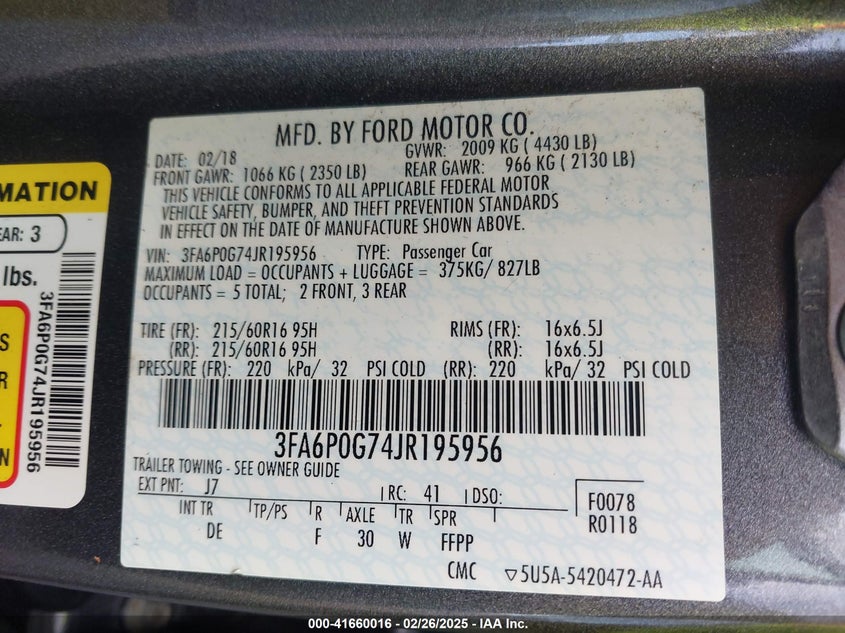 MFD. BY FORD MOTOR CO.
DATE: 02/18
GVWR: 2009 KG ( 4430 LB)
FRONT GAWR: 1066 KG ( 2350 LB)
REAR GAWR: 966 KG ( 2130 LB)
THIS VEHICLE CONFORMS TO ALL APPLICABLE FEDERAL MOTOR
VEHICLE SAFETY, BUMPER, AND THEFT PREVENTION STANDARDS
IN EFFECT ON THE DATE OF MANUFACTURE SHOWN ABOVE.
VIN: 3FA6P0G74JR195956 TYPE: Passenger Car
MAXIMUM LOAD = OCCUPANTS + LUGGAGE = 375KG/ 827LB
OCCUPANTS = 5 TOTAL; 2 FRONT, 3 REAR
TIRE (FR): 215/60R16 95H RIMS (FR): 16x6.5J
(RR): 215/60R16 95H (RR): 16x6.5J
PRESSURE (FR): 220 kPa/ 32 PSI COLD (RR): 220 kPa/ 32 PSI COLD
3FA6P0G74JR195956
TRAILER TOWING - SEE OWNER GUIDE
EXT PNT: J7 RC: 41 DSO:
F0078
R0118
INT TR TP/PS R AXLE TR SPR
DE F 30 W FFPP
CMC ▽5U5A-5420472-AA
RMATION
EAR: 3
lbs.
3FA6P0G74JR195956
S
R
N
000-41660016 - 02/26/2025 - IAA Inc.